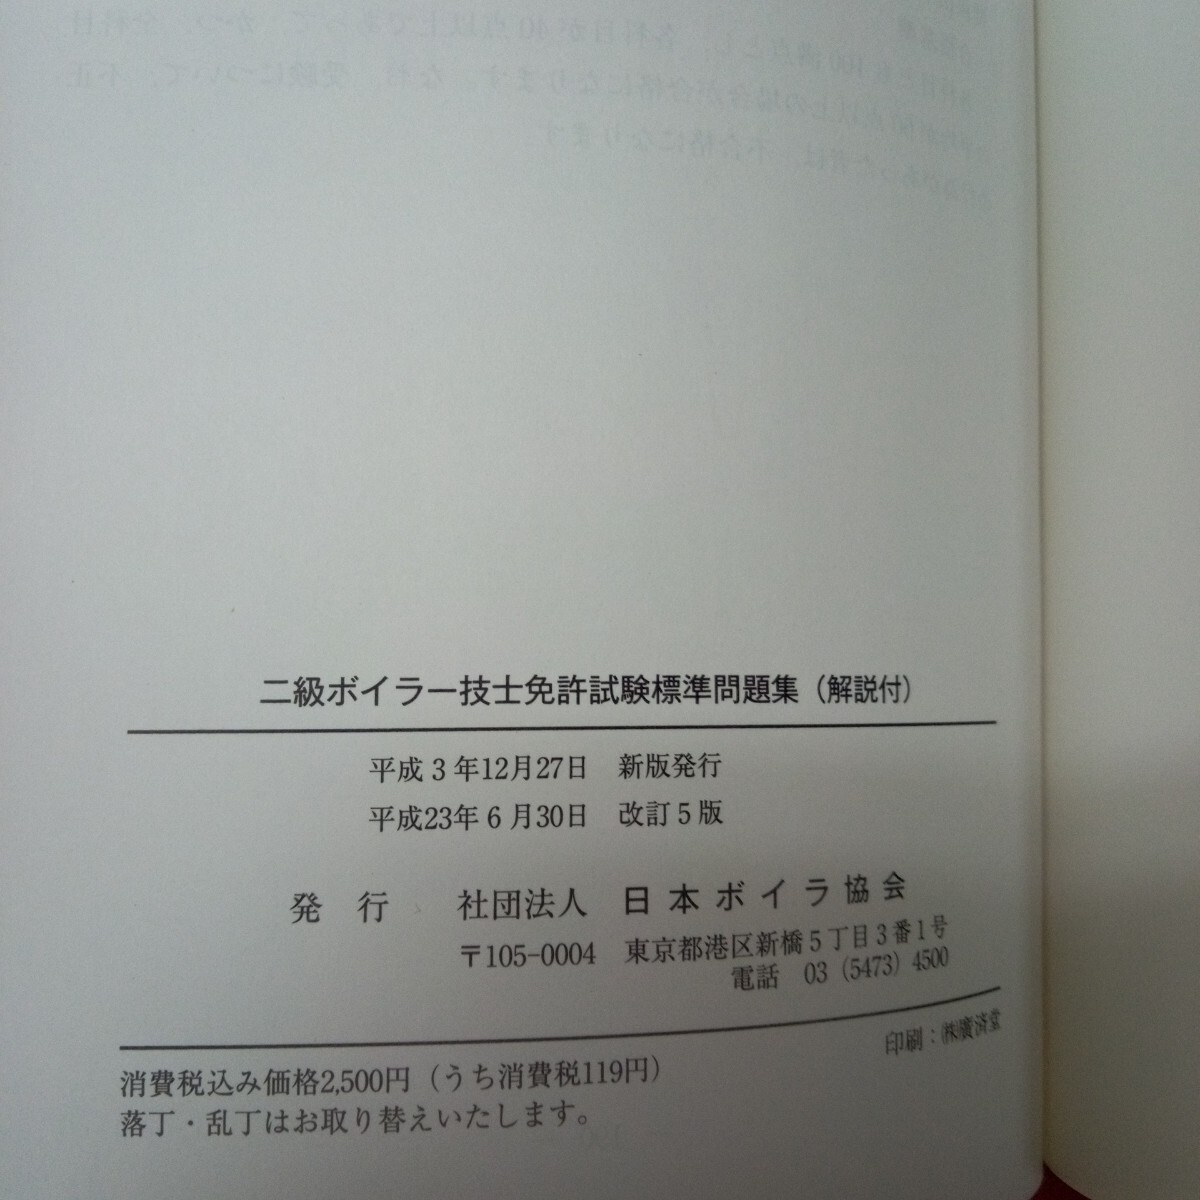 二級ボイラー技士免許試験標準問題集（解説付）
平成3年12月27日　新版発行
平成23年6月30日　改訂5版
発　行　社団法人　日本ボイラ協会
〒105-0004　東京都港区新橋5丁目3番1号
電話　03（5473）4500
印刷：㈱廣済堂
消費税込み価格2,500円（うち消費税119円）
落丁・乱丁はお取り替えいたします。